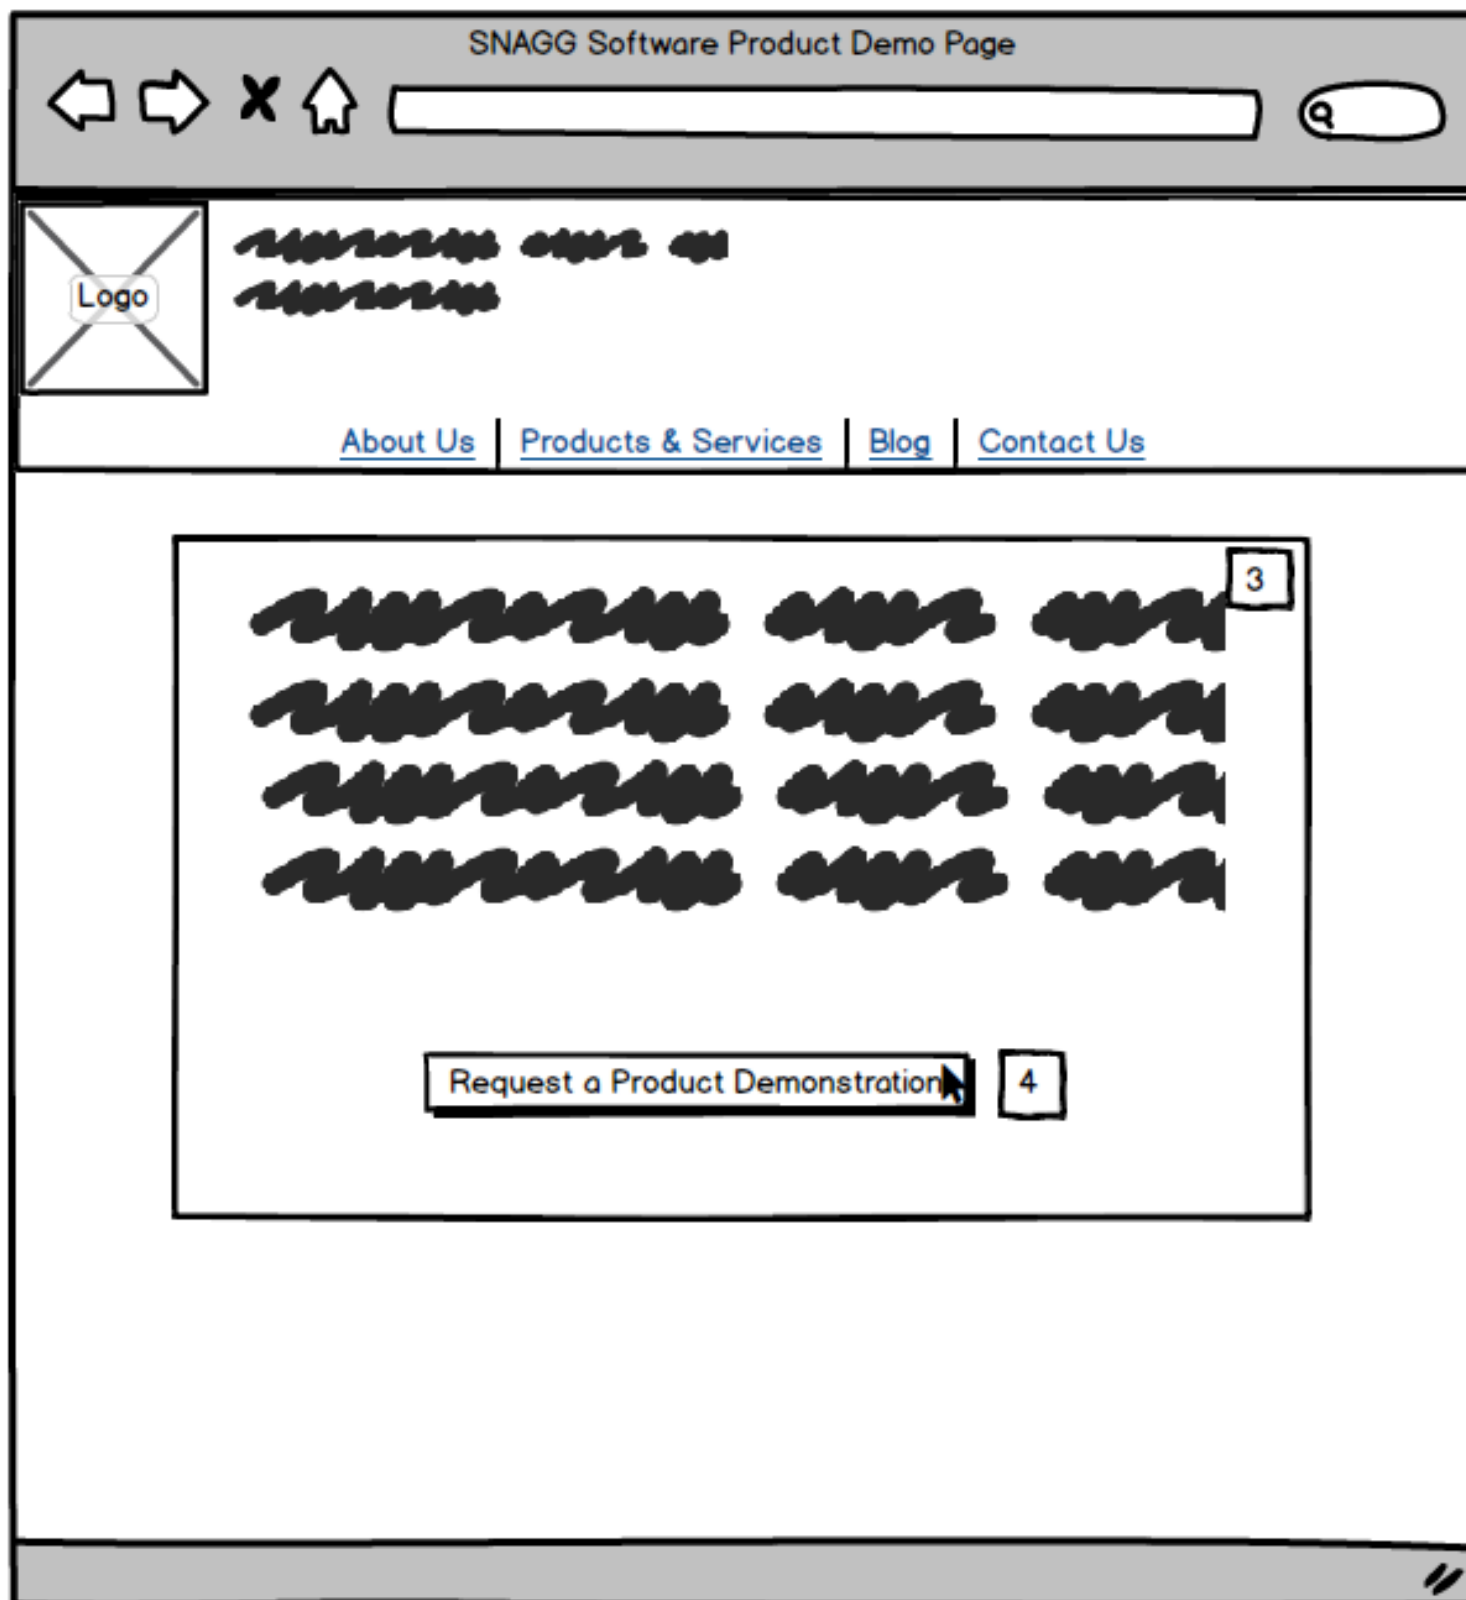 SNAGG Software Product Demo Page
Logo
About Us Products & Services Blog Contact Us
3
Request a Product Demonstration 4